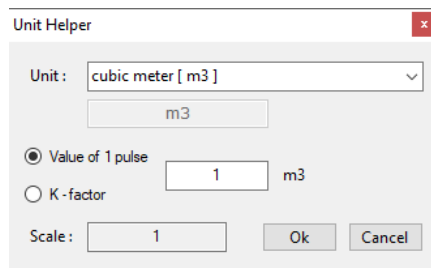 Unit Helper
x
Unit : cubic meter [ m3 ]
m3
Value of 1 pulse
1 m3
K - factor
Scale : 1 Ok Cancel